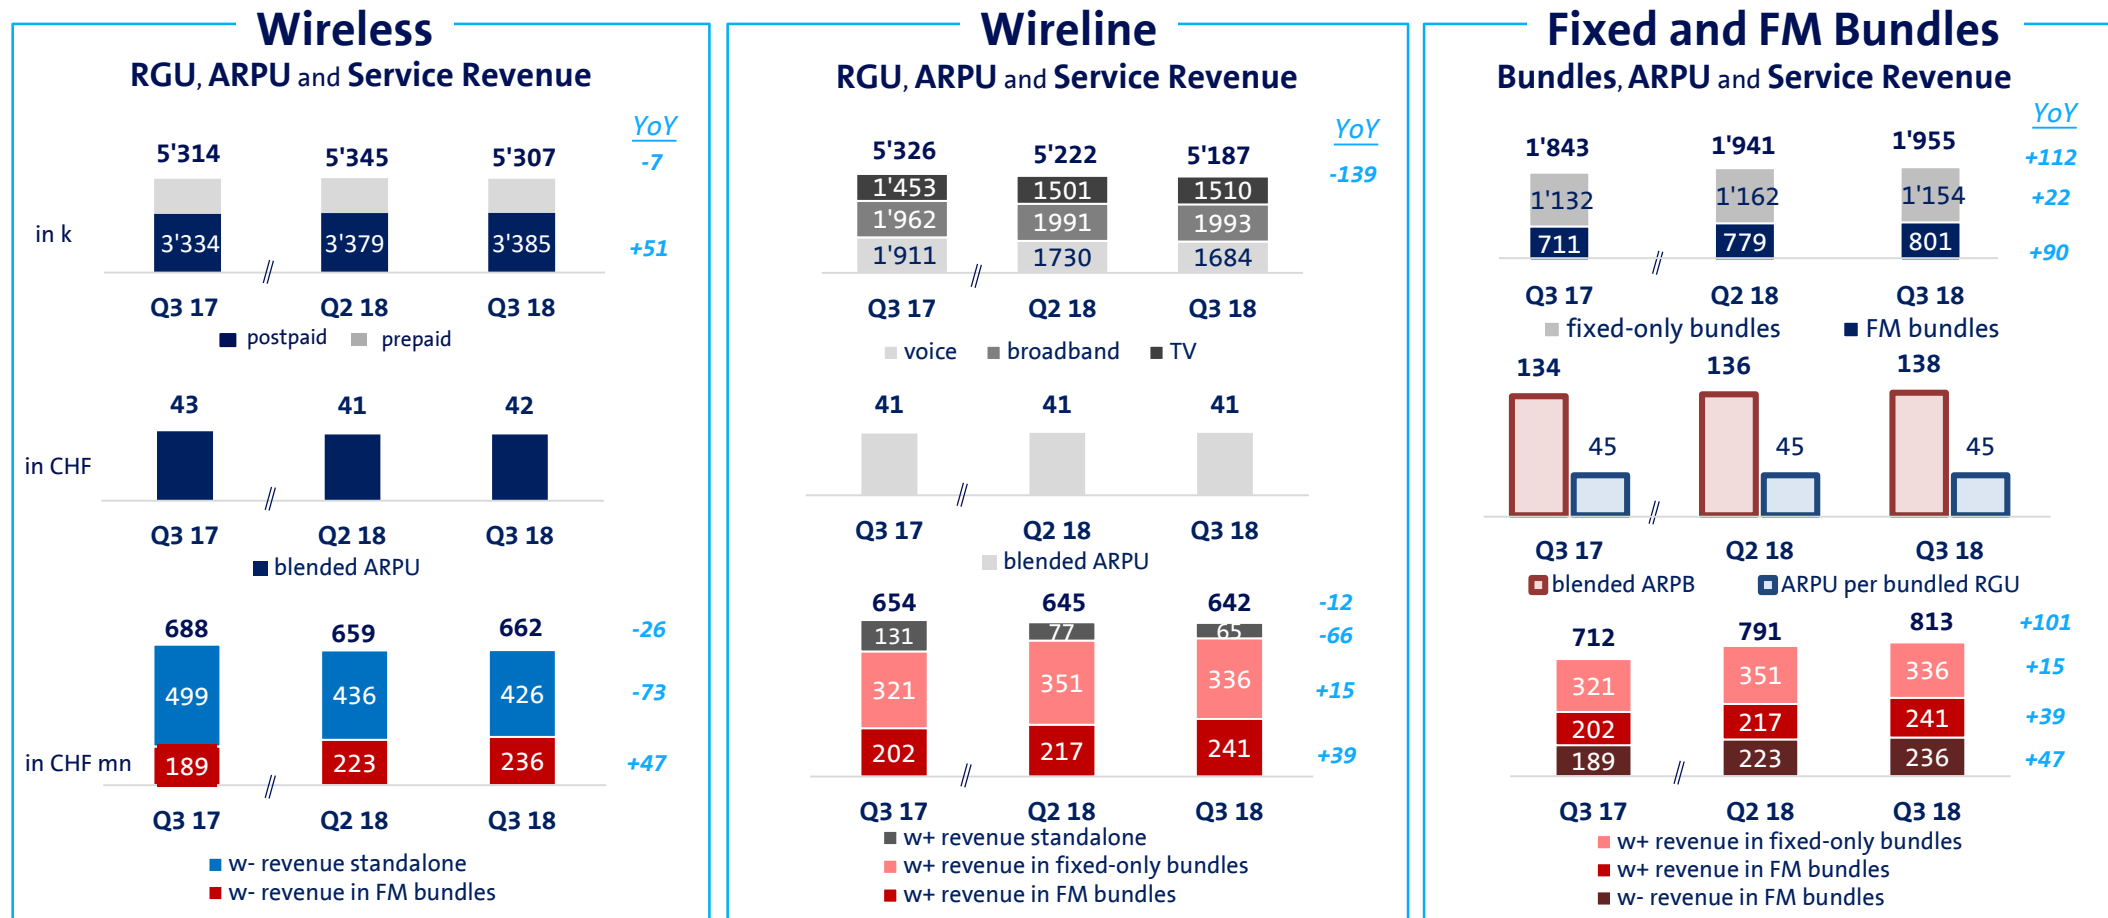 Wireless
RGU, ARPU and Service Revenue
YoY
5'314 5'345 5'307 -7
in k
3'334 3'379 3'385 +51
Q3 17 Q2 18 Q3 18
postpaid prepaid
43 41 42
in CHF
Q3 17 Q2 18 Q3 18
blended ARPU
688 659 662 -26
499 436 426 -73
in CHF mn
189 223 236 +47
Q3 17 Q2 18 Q3 18
w- revenue standalone
w- revenue in FM bundles
Wireline
RGU, ARPU and Service Revenue
YoY
5'326 5'222 5'187 -139
1'453 1501 1510
1'962 1991 1993
1'911 1730 1684
Q3 17 Q2 18 Q3 18
voice broadband TV
41 41 41
Q3 17 Q2 18 Q3 18
blended ARPU
654 645 642 -12
131 77 65 -66
321 351 336 +15
202 217 241 +39
Q3 17 Q2 18 Q3 18
w+ revenue standalone
w+ revenue in fixed-only bundles
w+ revenue in FM bundles
Fixed and FM Bundles
Bundles, ARPU and Service Revenue
YoY
1'843 1'941 1'955 +112
1'132 1'162 1'154 +22
711 779 801 +90
Q3 17 Q2 18 Q3 18
fixed-only bundles FM bundles
134 136 138
45 45 45
Q3 17 Q2 18 Q3 18
blended ARPB ARPU per bundled RGU
712 791 813 +101
321 351 336 +15
202 217 241 +39
189 223 236 +47
Q3 17 Q2 18 Q3 18
w+ revenue in fixed-only bundles
w+ revenue in FM bundles
w- revenue in FM bundles